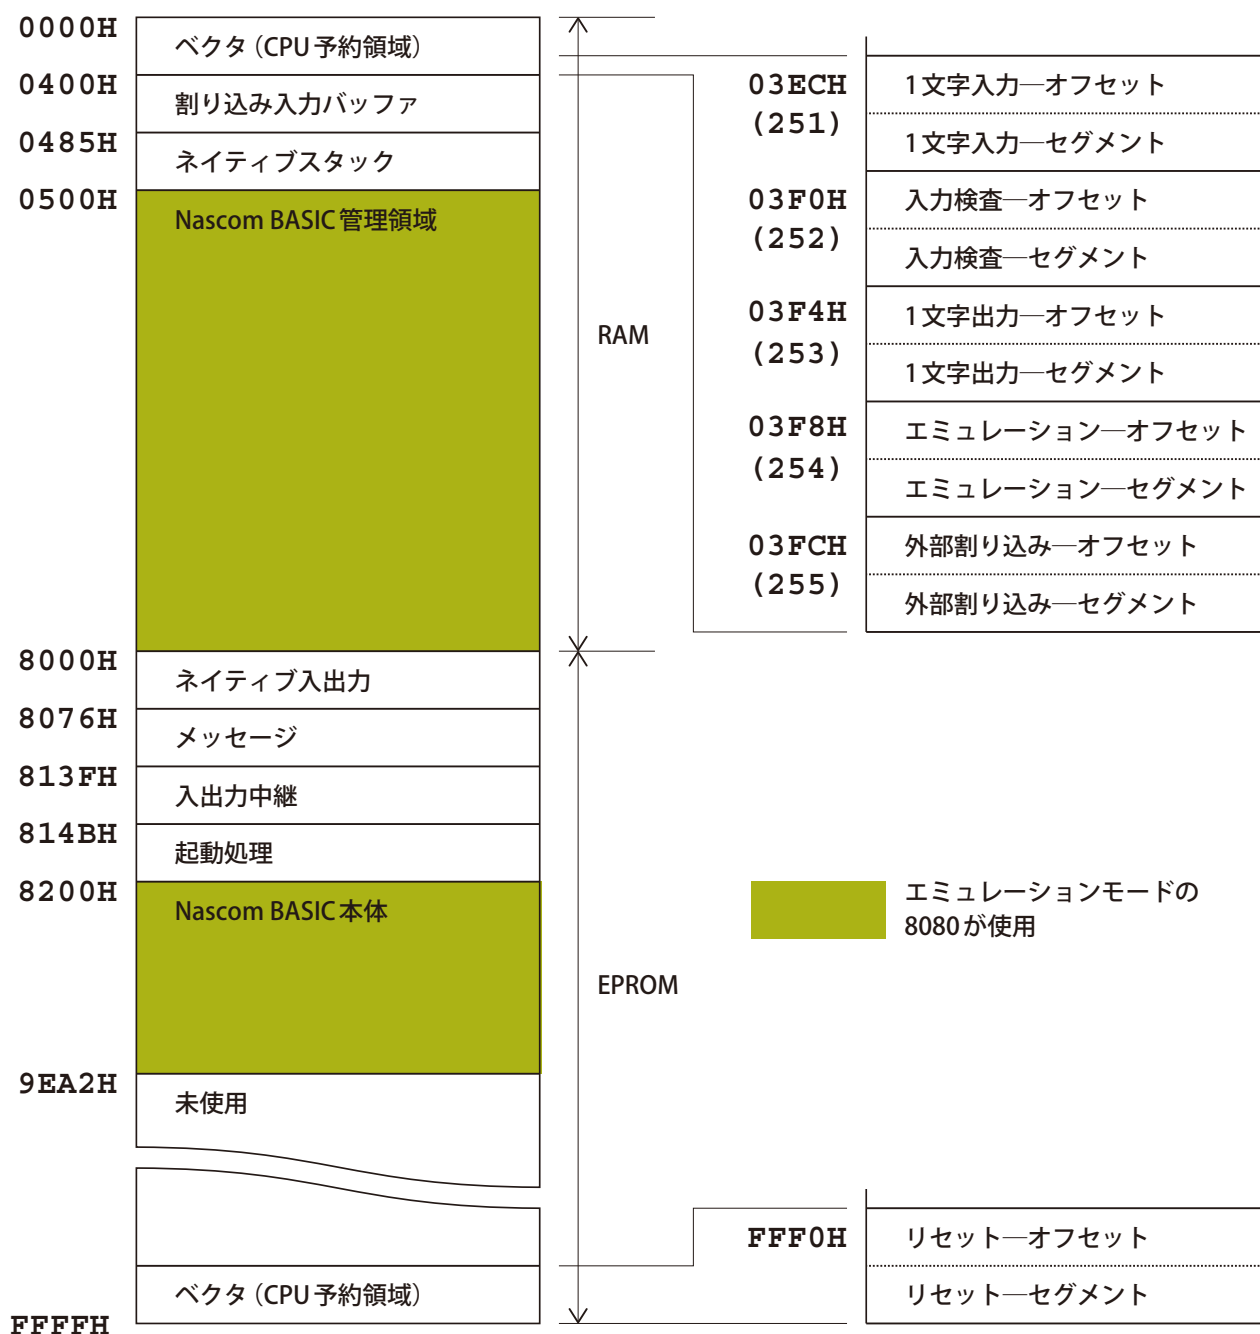 0000H
ベクタ（CPU予約領域）
0400H
割り込み入力バッファ
0485H
ネイティブスタック
0500H
Nascom BASIC管理領域
RAM
8000H
ネイティブ入出力
8076H
メッセージ
813FH
入出力中継
814BH
起動処理
8200H
Nascom BASIC本体
EPROM
9EA2H
未使用
ベクタ（CPU予約領域）
FFFFH
03ECH
(251)
1文字入力―オフセット
1文字入力―セグメント
03F0H
(252)
入力検査―オフセット
入力検査―セグメント
03F4H
(253)
1文字出力―オフセット
1文字出力―セグメント
03F8H
(254)
エミュレーション―オフセット
エミュレーション―セグメント
03FCH
(255)
外部割り込み―オフセット
外部割り込み―セグメント
エミュレーションモードの
8080が使用
FFF0H
リセット―オフセット
リセット―セグメント